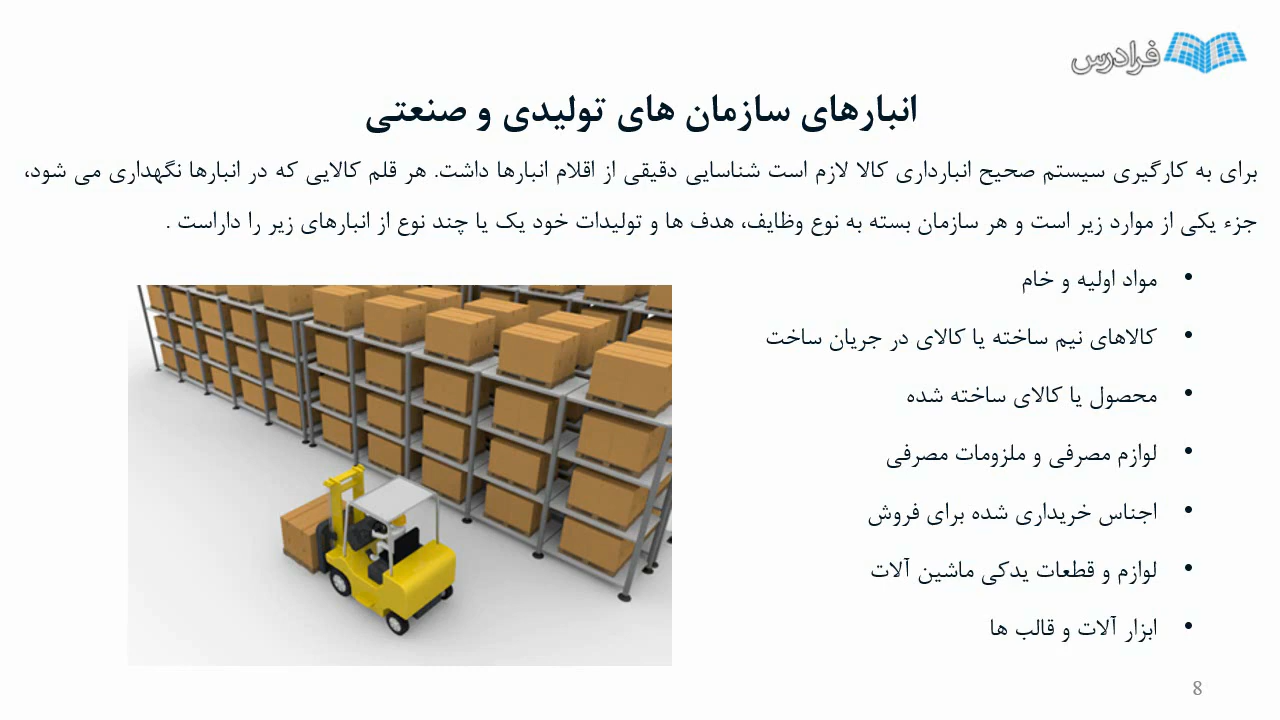 فرادرس
انبارهای سازمان های تولیدی و صنعتی
برای به کارگیری سیستم صحیح انبارداری کالا لازم است شناسایی دقیقی از اقلام انبارها داشت. هر قلم کالایی که در انبارها نگهداری می شود،
جزء یکی از موارد زیر است و هر سازمان بسته به نوع وظایف، هدف ها و تولیدات خود یک یا چند نوع از انبارهای زیر را داراست .
• مواد اولیه و خام
• کالاهای نیم ساخته یا کالای در جریان ساخت
• محصول یا کالای ساخته شده
• لوازم مصرفی و ملزومات مصرفی
• اجناس خریداری شده برای فروش
• لوازم و قطعات یدکی ماشین آلات
• ابزار آلات و قالب ها
8